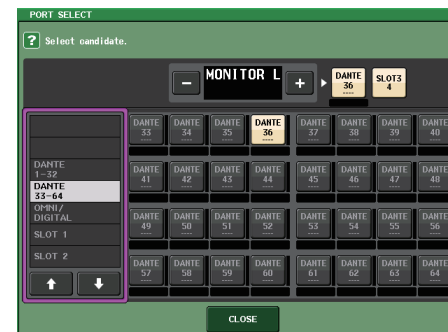 PORT SELECT
? Select candidate.
− MONITOR L +
DANTE 36 ----
SLOT3 4
DANTE 1-32
DANTE 33-64
OMNI/ DIGITAL
SLOT 1
SLOT 2
DANTE 33 ----
DANTE 34 ----
DANTE 35 ----
DANTE 36 ----
DANTE 37 ----
DANTE 38 ----
DANTE 39 ----
DANTE 40 ----
DANTE 41 ----
DANTE 42 ----
DANTE 43 ----
DANTE 44 ----
DANTE 45 ----
DANTE 46 ----
DANTE 47 ----
DANTE 48 ----
DANTE 49 ----
DANTE 50 ----
DANTE 51 ----
DANTE 52 ----
DANTE 53 ----
DANTE 54 ----
DANTE 55 ----
DANTE 56 ----
DANTE 57 ----
DANTE 58 ----
DANTE 59 ----
DANTE 60 ----
DANTE 61 ----
DANTE 62 ----
DANTE 63 ----
DANTE 64 ----
CLOSE